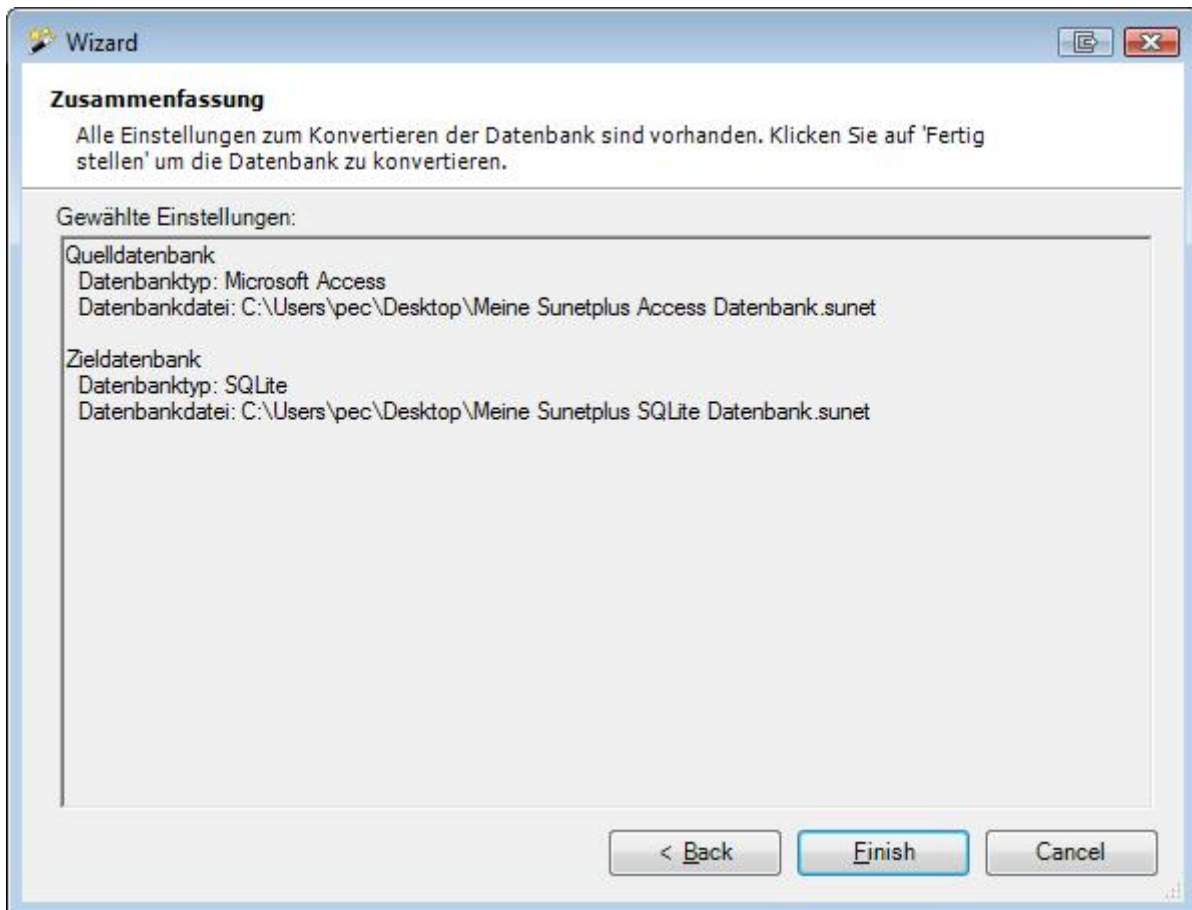 Wizard
Zusammenfassung
Alle Einstellungen zum Konvertieren der Datenbank sind vorhanden. Klicken Sie auf 'Fertig
stellen' um die Datenbank zu konvertieren.
Gewählte Einstellungen:
Quelldatenbank
Datenbanktyp: Microsoft Access
Datenbankdatei: C:\Users\pec\Desktop\Meine Sunetplus Access Datenbank.sunet
Zieldatenbank
Datenbanktyp: SQLite
Datenbankdatei: C:\Users\pec\Desktop\Meine Sunetplus SQLite Datenbank.sunet
< Back
Finish
Cancel